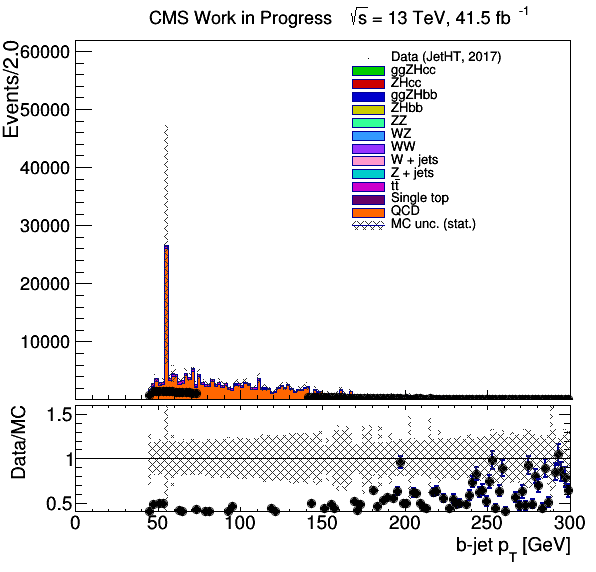 CMS Work in Progress √s = 13 TeV, 41.5 fb⁻¹
Events/2.0
60000
50000
40000
30000
20000
10000
Data (JetHT, 2017)
ggZHcc
ZHcc
ggZHbb
ZHbb
ZZ
WZ
WW
W + jets
Z + jets
tt̄
Single top
QCD
MC unc. (stat.)
Data/MC
1.5
1
0.5
0 50 100 150 200 250 300
b-jet p_T [GeV]